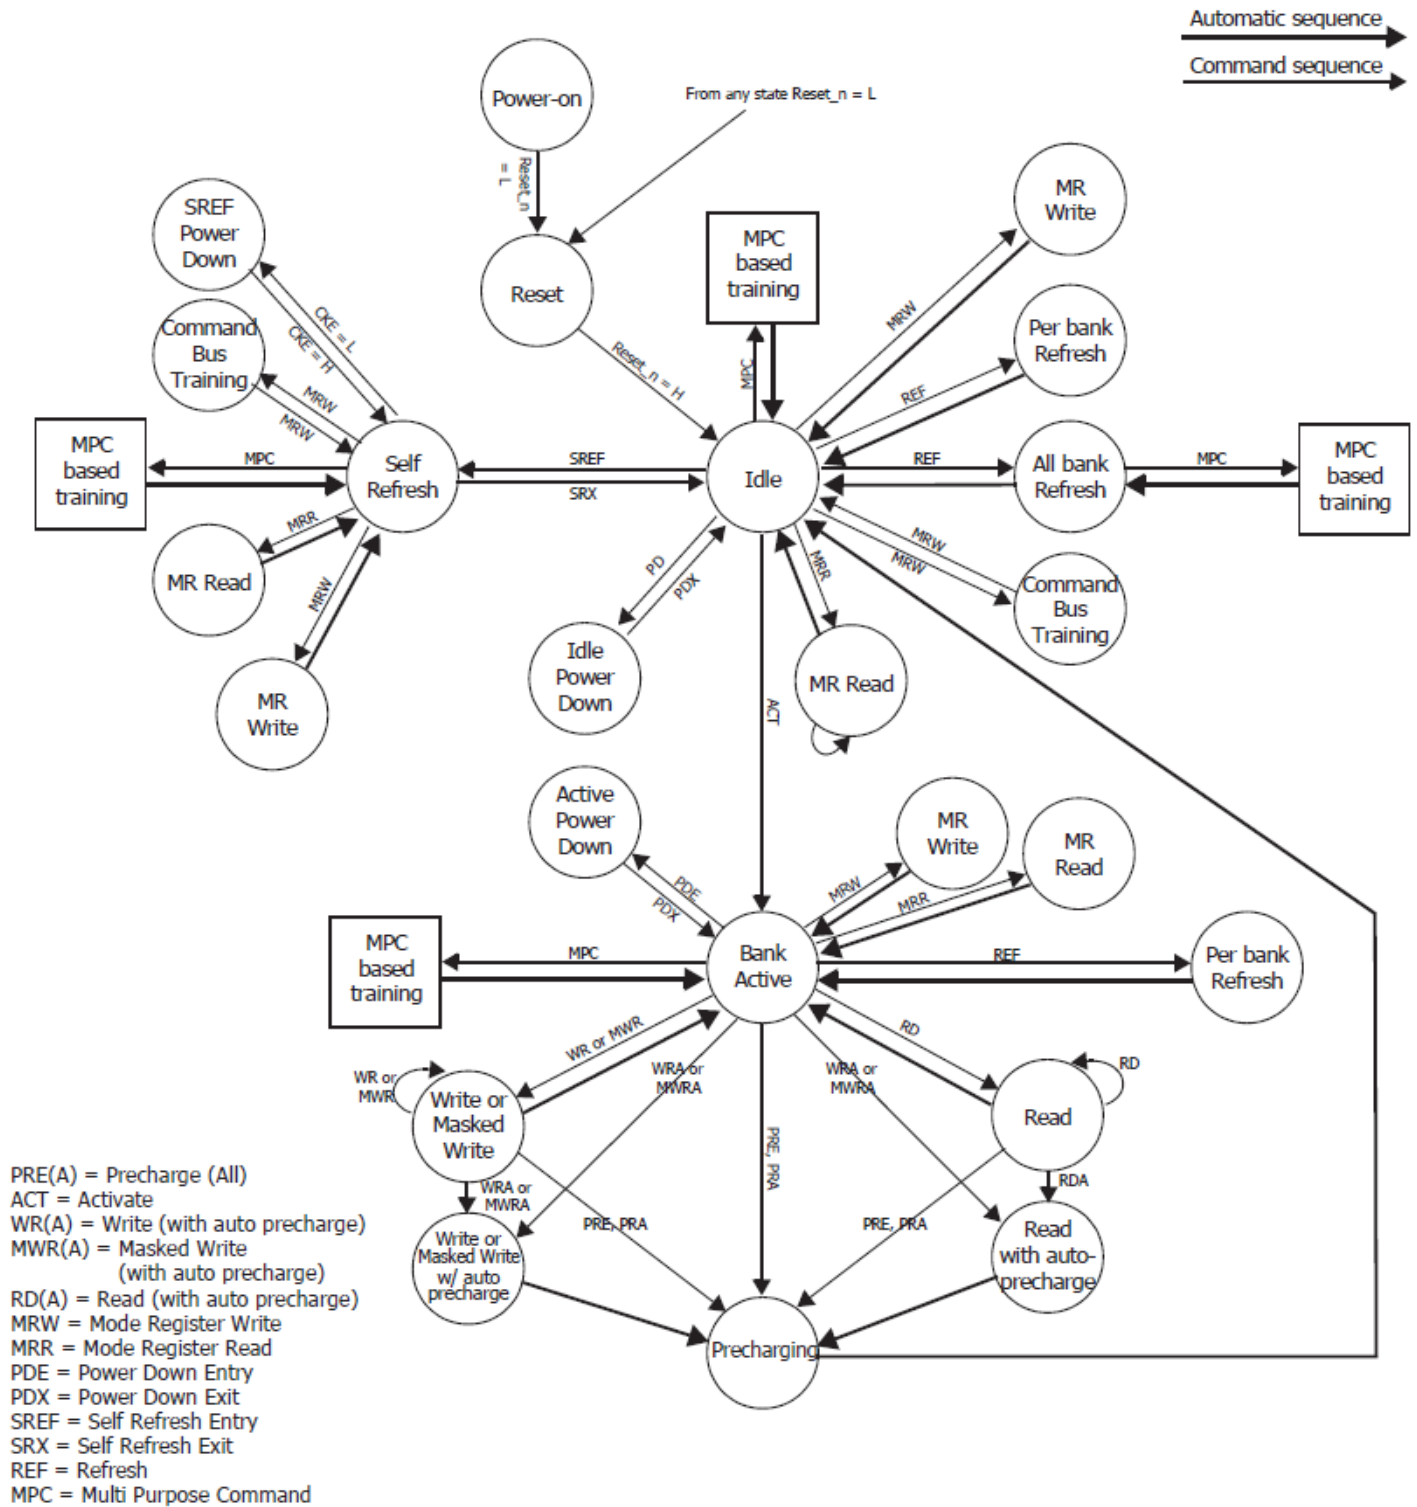 Automatic sequence
Command sequence
Power-on
From any state Reset_n = L
Reset_n
= L
MR
Write
SREF
Power
Down
MPC
based
training
Reset
CKE = L
CKE = H
Command
Bus
Training
Reset_n = H
MPC
MRW
Per bank
Refresh
REF
MRW
MRW
MPC
based
training
MPC
Self
Refresh
SREF
SRX
Idle
REF
All bank
Refresh
MPC
MPC
based
training
MRR
MR Read
MRW
MR
Write
PD
PDX
Idle
Power
Down
MRR
MR Read
MRW
MRW
Command
Bus
Training
ACT
Active
Power
Down
PDE
PDX
MR
Write
MRW
MR
Read
MRR
MPC
based
training
MPC
Bank
Active
REF
Per bank
Refresh
WR or MWR
WR or
MWR
Write or
Masked
Write
WRA or
MWRA
WRA or
MWRA
RD
RD
Read
PRE, PRA
WRA or
MWRA
PRE, PRA
PRE, PRA
RDA
Write or
Masked Write
w/ auto
precharge
Read
with auto-
precharge
Precharging
PRE(A) = Precharge (All)
ACT = Activate
WR(A) = Write (with auto precharge)
MWR(A) = Masked Write
(with auto precharge)
RD(A) = Read (with auto precharge)
MRW = Mode Register Write
MRR = Mode Register Read
PDE = Power Down Entry
PDX = Power Down Exit
SREF = Self Refresh Entry
SRX = Self Refresh Exit
REF = Refresh
MPC = Multi Purpose Command